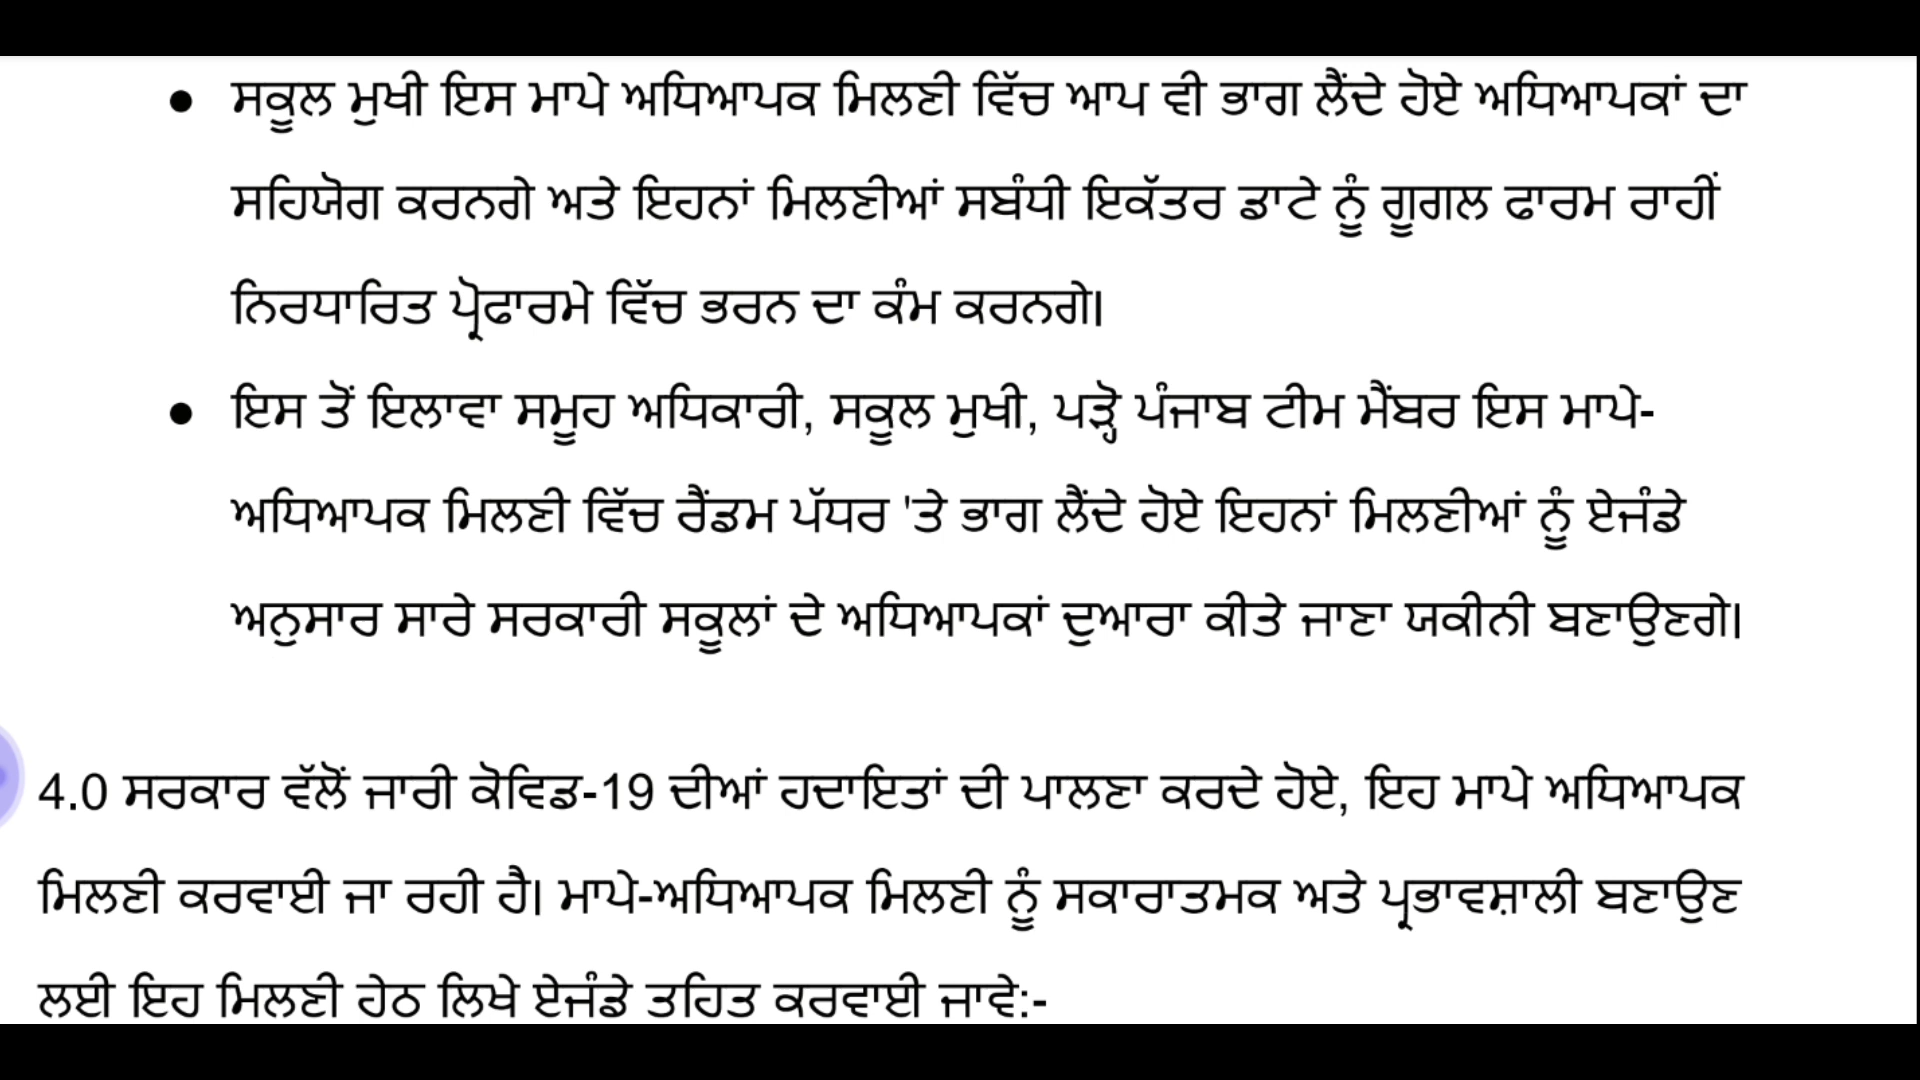 ● ਸਕੂਲ ਮੁਖੀ ਇਸ ਮਾਪੇ ਅਧਿਆਪਕ ਮਿਲਣੀ ਵਿੱਚ ਆਪ ਵੀ ਭਾਗ ਲੈਂਦੇ ਹੋਏ ਅਧਿਆਪਕਾਂ ਦਾ
ਸਹਿਯੋਗ ਕਰਨਗੇ ਅਤੇ ਇਹਨਾਂ ਮਿਲਣੀਆਂ ਸਬੰਧੀ ਇਕੱਤਰ ਡਾਟੇ ਨੂੰ ਗੂਗਲ ਫਾਰਮ ਰਾਹੀਂ
ਨਿਰਧਾਰਿਤ ਪ੍ਰੋਫਾਰਮੇ ਵਿੱਚ ਭਰਨ ਦਾ ਕੰਮ ਕਰਨਗੇ।
● ਇਸ ਤੋਂ ਇਲਾਵਾ ਸਮੂਹ ਅਧਿਕਾਰੀ, ਸਕੂਲ ਮੁਖੀ, ਪੜ੍ਹੋ ਪੰਜਾਬ ਟੀਮ ਮੈਂਬਰ ਇਸ ਮਾਪੇ-
ਅਧਿਆਪਕ ਮਿਲਣੀ ਵਿੱਚ ਰੈਂਡਮ ਪੱਧਰ 'ਤੇ ਭਾਗ ਲੈਂਦੇ ਹੋਏ ਇਹਨਾਂ ਮਿਲਣੀਆਂ ਨੂੰ ਏਜੰਡੇ
ਅਨੁਸਾਰ ਸਾਰੇ ਸਰਕਾਰੀ ਸਕੂਲਾਂ ਦੇ ਅਧਿਆਪਕਾਂ ਦੁਆਰਾ ਕੀਤੇ ਜਾਣਾ ਯਕੀਨੀ ਬਣਾਉਣਗੇ।
4.0 ਸਰਕਾਰ ਵੱਲੋਂ ਜਾਰੀ ਕੋਵਿਡ-19 ਦੀਆਂ ਹਦਾਇਤਾਂ ਦੀ ਪਾਲਣਾ ਕਰਦੇ ਹੋਏ, ਇਹ ਮਾਪੇ ਅਧਿਆਪਕ
ਮਿਲਣੀ ਕਰਵਾਈ ਜਾ ਰਹੀ ਹੈ। ਮਾਪੇ-ਅਧਿਆਪਕ ਮਿਲਣੀ ਨੂੰ ਸਕਾਰਾਤਮਕ ਅਤੇ ਪ੍ਰਭਾਵਸ਼ਾਲੀ ਬਣਾਉਣ
ਲਈ ਇਹ ਮਿਲਣੀ ਹੇਠ ਲਿਖੇ ਏਜੰਡੇ ਤਹਿਤ ਕਰਵਾਈ ਜਾਵੇ:-